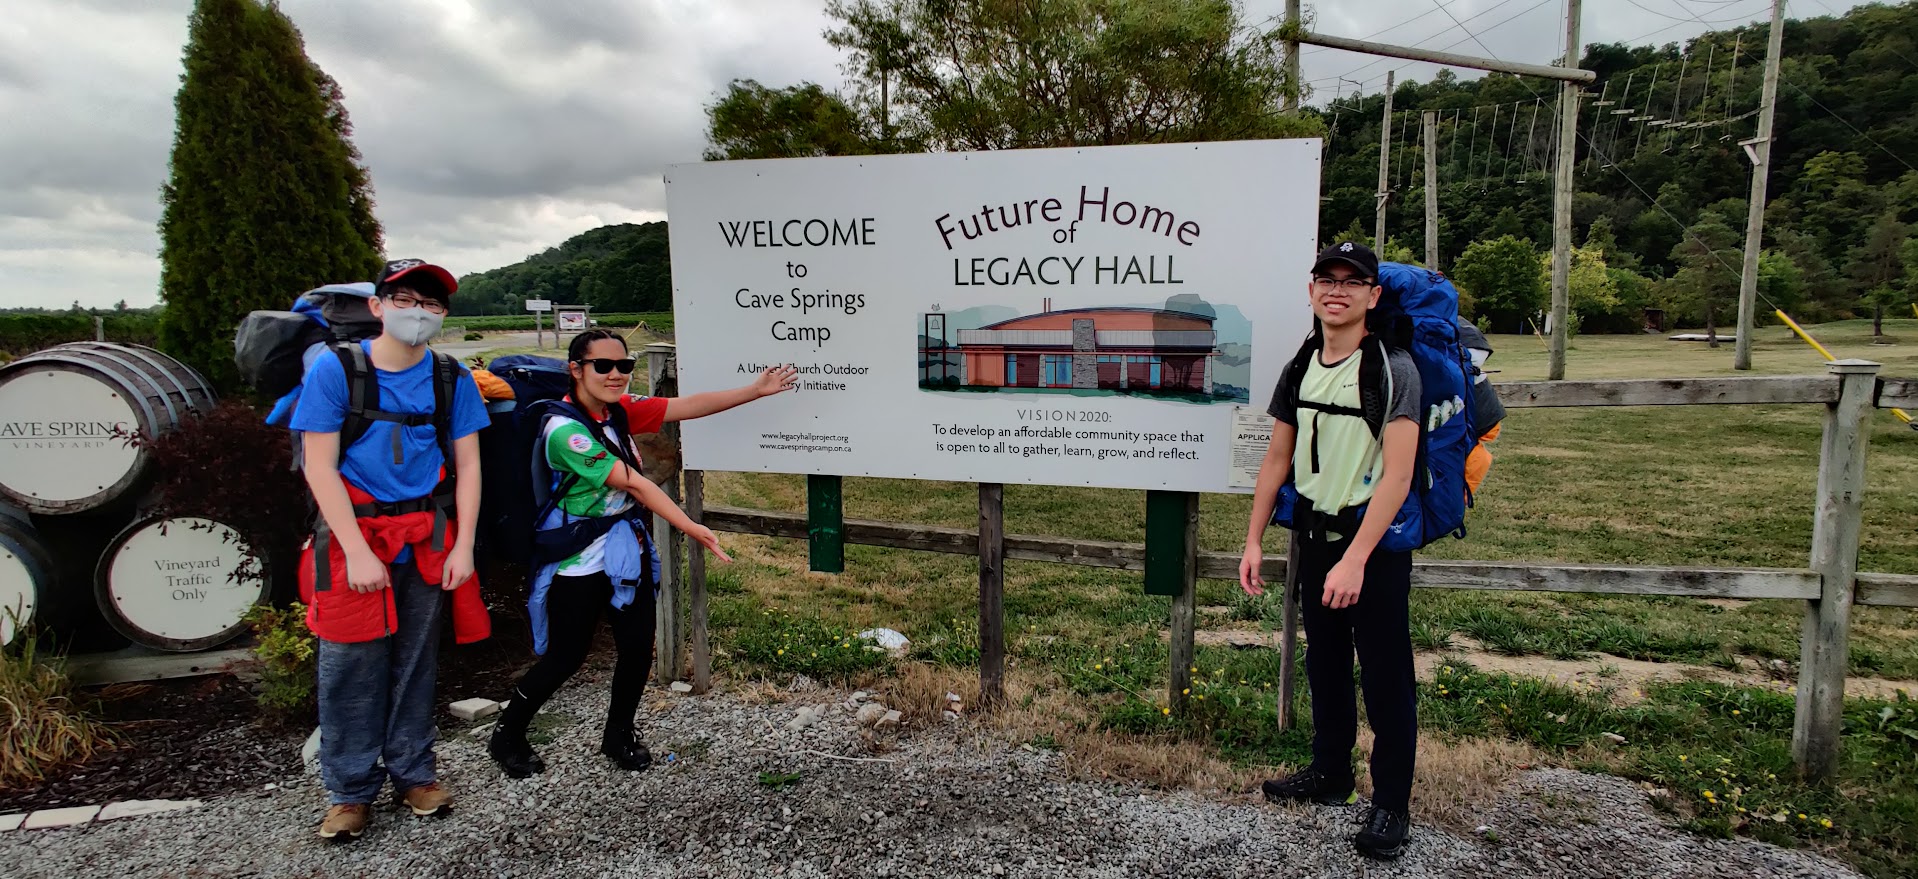 WELCOME
to
Cave Springs
Camp
A United Church Outdoor
Initiative
www.legacyhallproject.org
www.cavespringscamp.on.ca
Future Home
of
LEGACY HALL
VISION 2020:
To develop an affordable community space that
is open to all to gather, learn, grow, and reflect.
CAVE SPRING
VINEYARD
Vineyard
Traffic
Only